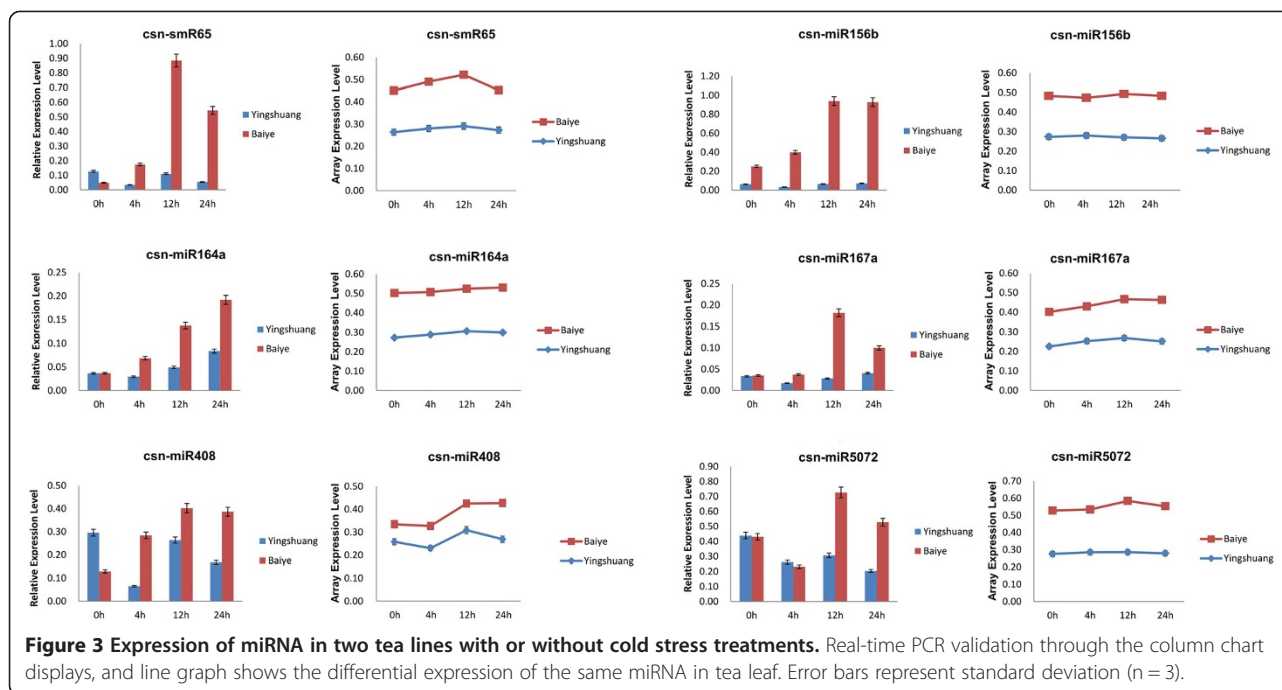 csn-smR65
Relative Exoression Level
1.00
0.90
0.80
0.70
0.60
0.50
0.40
0.30
0.20
0.10
0.00
0h 4h 12h 24h
Yingshuang
Baiye
csn-smR65
Array Expression Level
0.60
0.50
0.40
0.30
0.20
0.10
0.00
0h 4h 12h 24h
Baiye
Yingshuang
csn-miR156b
Relative Exoression Level
1.20
1.00
0.80
0.60
0.40
0.20
0.00
0h 4h 12h 24h
Yingshuang
Baiye
csn-miR156b
Array Expression Level
0.60
0.50
0.40
0.30
0.20
0.10
0.00
0h 4h 12h 24h
Baiye
Yingshuang
csn-miR164a
Relative Exoression Level
0.25
0.20
0.15
0.10
0.05
0.00
0h 4h 12h 24h
Yingshuang
Baiye
csn-miR164a
Array Expression Level
0.60
0.50
0.40
0.30
0.20
0.10
0.00
0h 4h 12h 24h
Baiye
Yingshuang
csn-miR167a
Relative Exoression Level
0.25
0.20
0.15
0.10
0.05
0.00
0h 4h 12h 24h
Yingshuang
Baiye
csn-miR167a
Array Expression Level
0.60
0.50
0.40
0.30
0.20
0.10
0.00
0h 4h 12h 24h
Baiye
Yingshuang
csn-miR408
Relative Exoression Level
0.50
0.40
0.30
0.20
0.10
0.00
0h 4h 12h 24h
Yingshuang
Baiye
csn-miR408
Array Expression Level
0.50
0.40
0.30
0.20
0.10
0.00
0h 4h 12h 24h
Baiye
Yingshuang
csn-miR5072
Relative Exoression Level
0.90
0.80
0.70
0.60
0.50
0.40
0.30
0.20
0.10
0.00
0h 4h 12h 24h
Yingshuang
Baiye
csn-miR5072
Array Expression Level
0.70
0.60
0.50
0.40
0.30
0.20
0.10
0.00
0h 4h 12h 24h
Baiye
Yingshuang
Figure 3 Expression of miRNA in two tea lines with or without cold stress treatments. Real-time PCR validation through the column chart
displays, and line graph shows the differential expression of the same miRNA in tea leaf. Error bars represent standard deviation (n = 3).